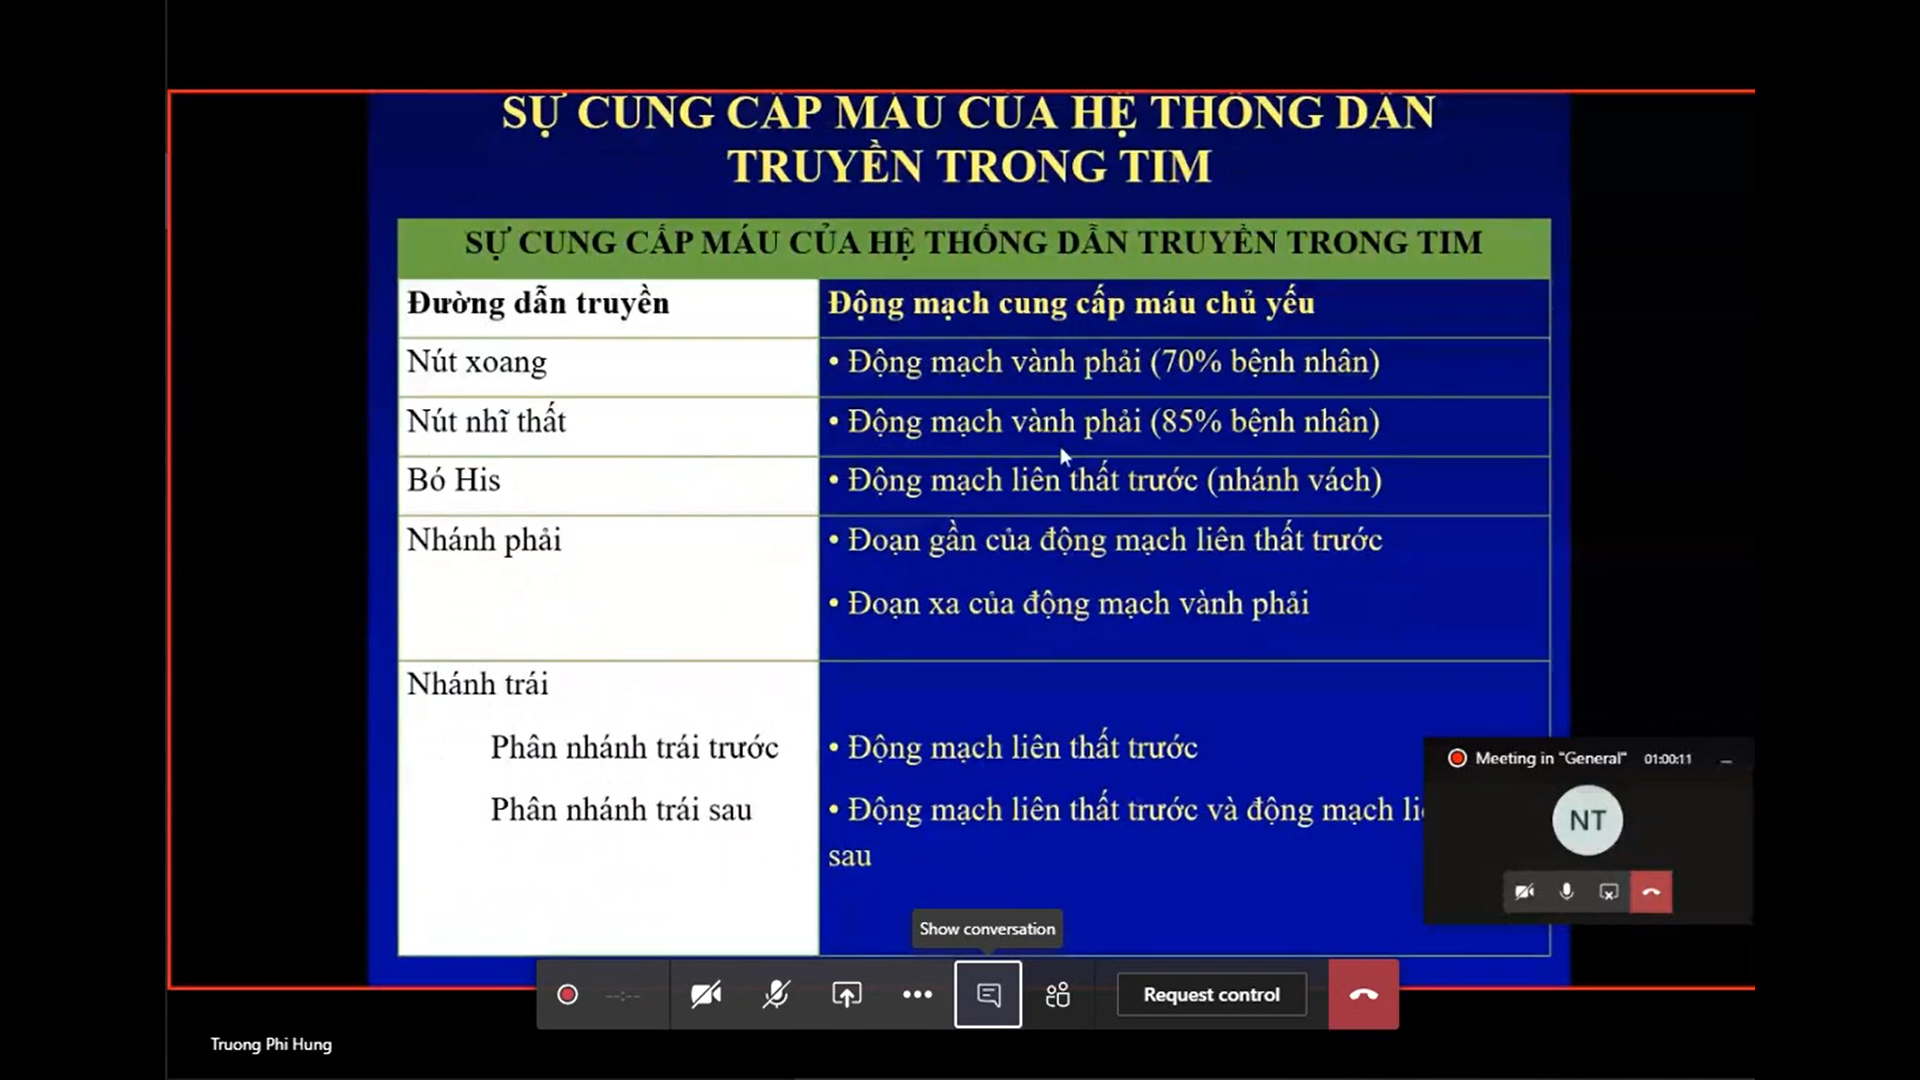 SỰ CUNG CẤP MÁU CỦA HỆ THỐNG DẪN
TRUYỀN TRONG TIM
SỰ CUNG CẤP MÁU CỦA HỆ THỐNG DẪN TRUYỀN TRONG TIM
Đường dẫn truyền
Động mạch cung cấp máu chủ yếu
Nút xoang
• Động mạch vành phải (70% bệnh nhân)
Nút nhĩ thất
• Động mạch vành phải (85% bệnh nhân)
Bó His
• Động mạch liên thất trước (nhánh vách)
Nhánh phải
• Đoạn gần của động mạch liên thất trước
• Đoạn xa của động mạch vành phải
Nhánh trái
Phân nhánh trái trước
• Động mạch liên thất trước
Phân nhánh trái sau
• Động mạch liên thất trước và động mạch
sau
Meeting in "General" 01:00:11
NT
Show conversation
--:--
Request control
Truong Phi Hung